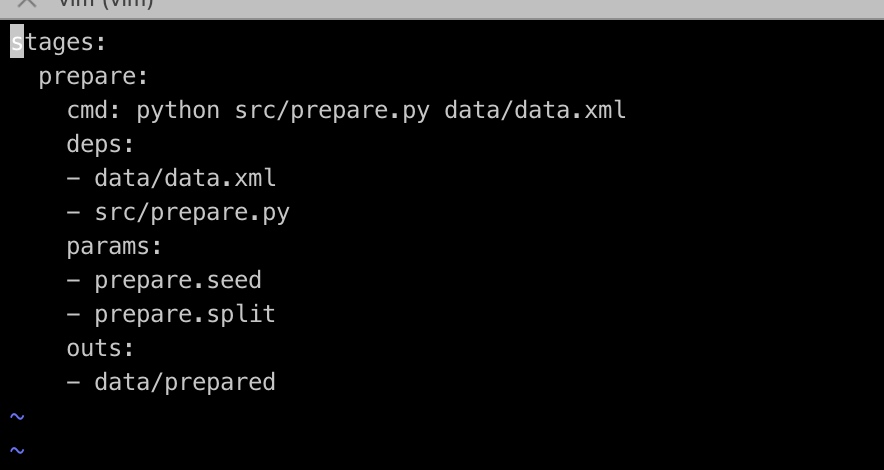 vim (vim)
stages:
  prepare:
    cmd: python src/prepare.py data/data.xml
    deps:
    - data/data.xml
    - src/prepare.py
    params:
    - prepare.seed
    - prepare.split
    outs:
    - data/prepared
~
~